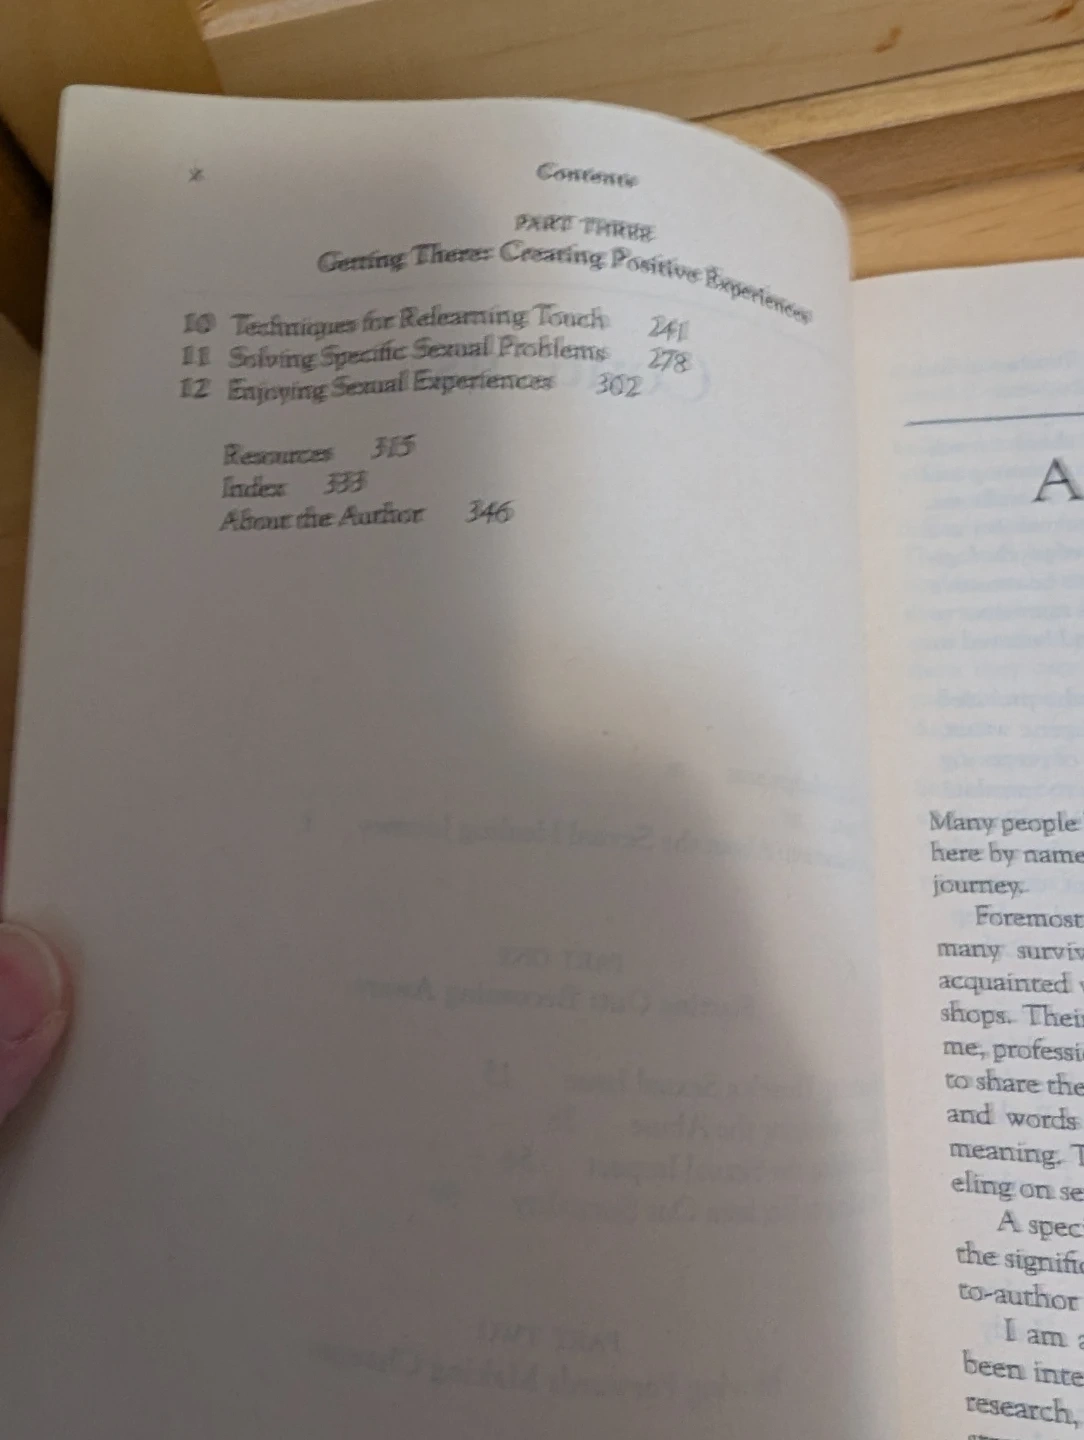 x Contents
PART THREE
Getting There: Creating Positive Experiences
10 Techniques for Relearning Touch 241
11 Solving Specific Sexual Problems 278
12 Enjoying Sexual Experiences 302
Resources 315
Index 333
About the Author 346
A
Many people
here by name
journey.
Foremost
many surviv
acquainted
shops. Their
me, professi
to share the
and words
meaning. T
eling on se
A spec
the signific
to-author
I am a
been inte
research,